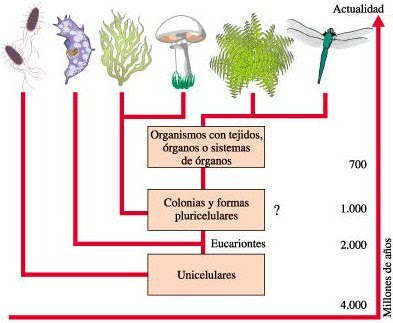 Actualidad
Organismos con tejidos,
órganos o sistemas
de órganos
700
Colonias y formas
pluricelulares
?
1.000
Eucariontes
2.000
Unicelulares
4.000
Millones de años